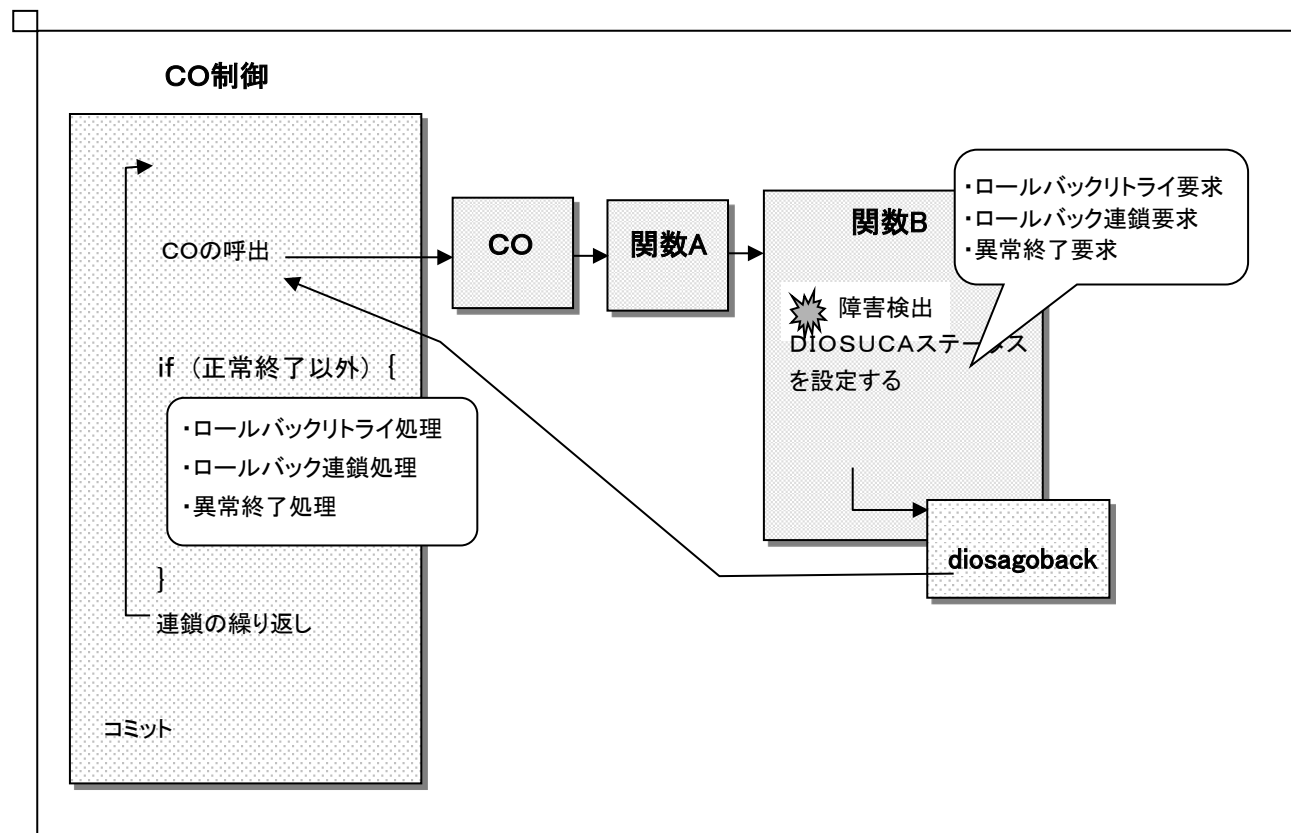 CO制御
COの呼出
if（正常終了以外）{
・ロールバックリトライ処理
・ロールバック連鎖処理
・異常終了処理
}
連鎖の繰り返し
コミット
CO
関数A
関数B
障害検出
DIOSUCAステータス
を設定する
・ロールバックリトライ要求
・ロールバック連鎖要求
・異常終了要求
diosagoback